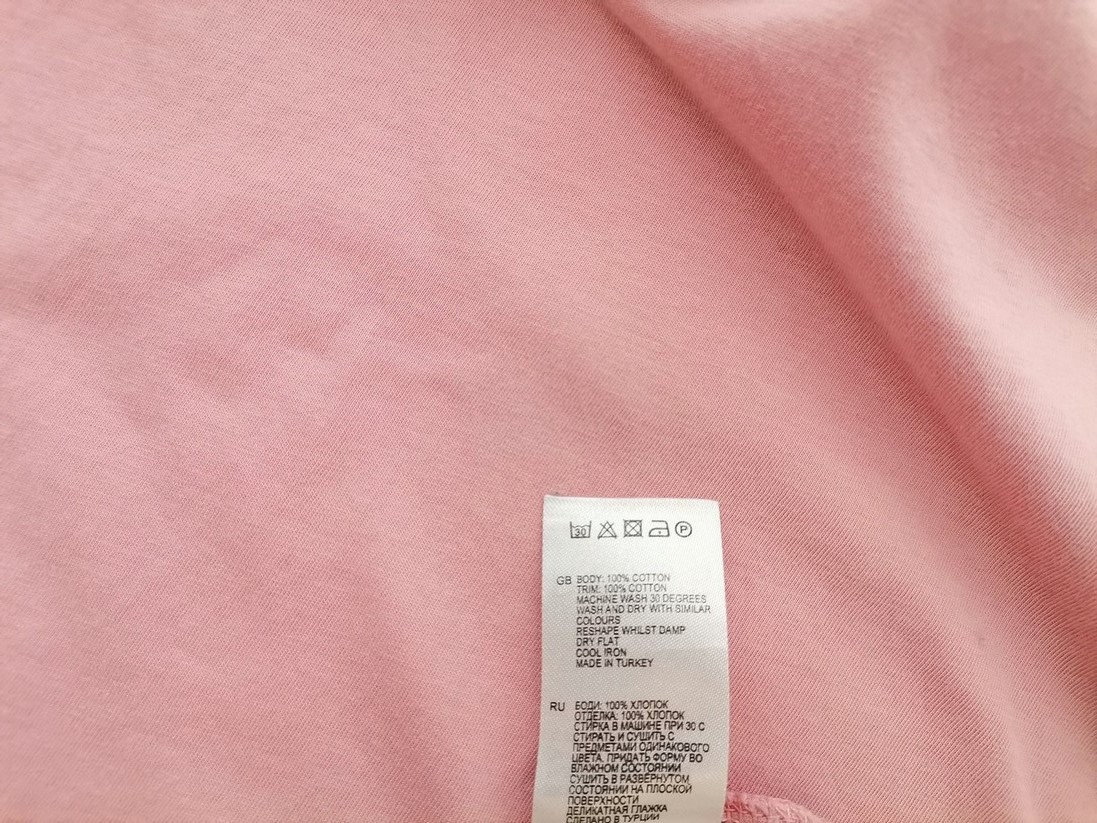 30 P
GB BODY: 100% COTTON
TRIM: 100% COTTON
MACHINE WASH 30 DEGREES
WASH AND DRY WITH SIMILAR
COLOURS
RESHAPE WHILST DAMP
DRY FLAT
COOL IRON
MADE IN TURKEY
RU БОДИ: 100% ХЛОПОК
ОТДЕЛКА: 100% ХЛОПОК
СТИРКА В МАШИНЕ ПРИ 30 С
СТИРАТЬ И СУШИТЬ С
ПРЕДМЕТАМИ ОДИНАКОВОГО
ЦВЕТА. ПРИДАТЬ ФОРМУ ВО
ВЛАЖНОМ СОСТОЯНИИ
СУШИТЬ В РАЗВЕРНУТОМ
СОСТОЯНИИ НА ПЛОСКОЙ
ПОВЕРХНОСТИ
ДЕЛИКАТНАЯ ГЛАЖКА
СДЕЛАНО В ТУРЦИИ